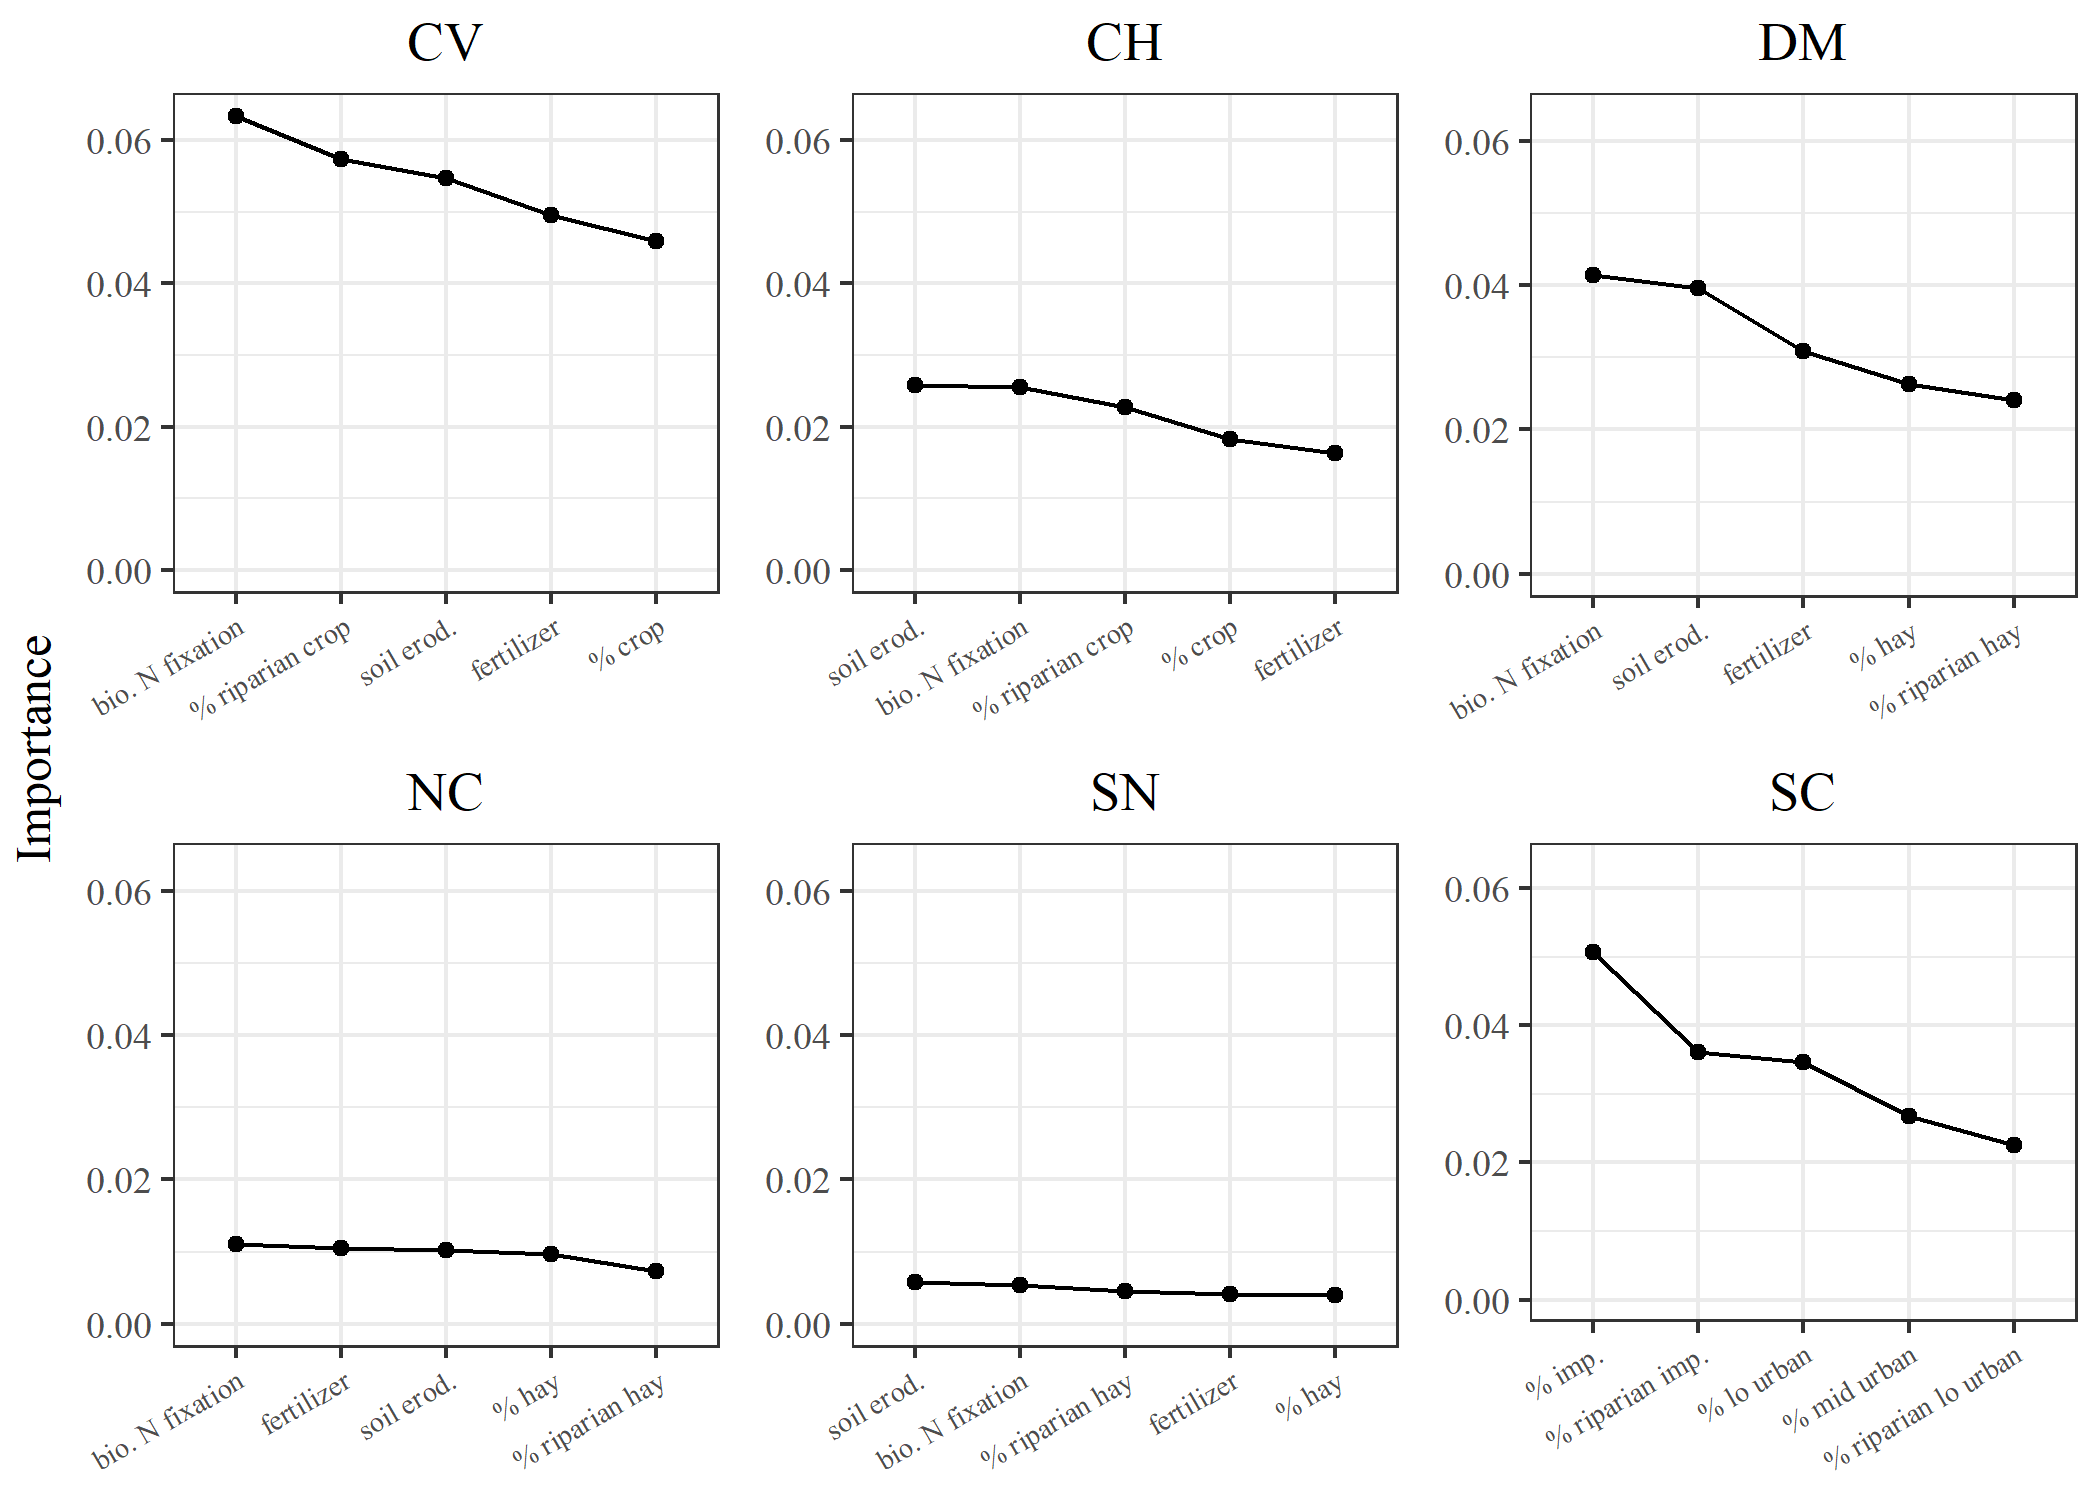 CV
CH
DM
0.06
0.04
0.02
0.00
bio. N fixation
% riparian crop
soil erod.
fertilizer
% crop
0.06
0.04
0.02
0.00
soil erod.
bio. N fixation
% riparian crop
% crop
fertilizer
0.06
0.04
0.02
0.00
bio. N fixation
soil erod.
fertilizer
% hay
% riparian hay
Importance
NC
SN
SC
0.06
0.04
0.02
0.00
bio. N fixation
fertilizer
soil erod.
% hay
% riparian hay
0.06
0.04
0.02
0.00
soil erod.
bio. N fixation
% riparian hay
fertilizer
% hay
0.06
0.04
0.02
0.00
% imp.
% riparian imp.
% lo urban
% mid urban
% riparian lo urban